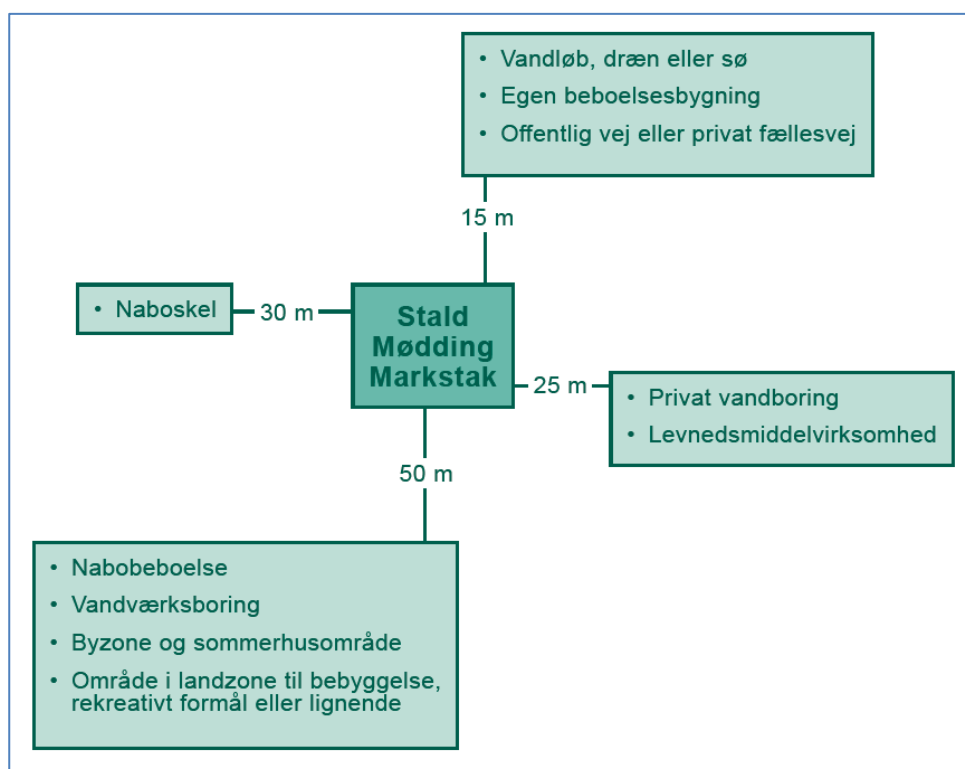 • Vandløb, dræn eller sø
• Egen beboelsesbygning
• Offentlig vej eller privat fællesvej
15 m
• Naboskel
30 m
Stald
Mødding
Markstak
25 m
• Privat vandboring
• Levnedsmiddelvirksomhed
50 m
• Nabobeboelse
• Vandværksboring
• Byzone og sommerhusområde
• Område i landzone til bebyggelse,
rekreativt formål eller lignende